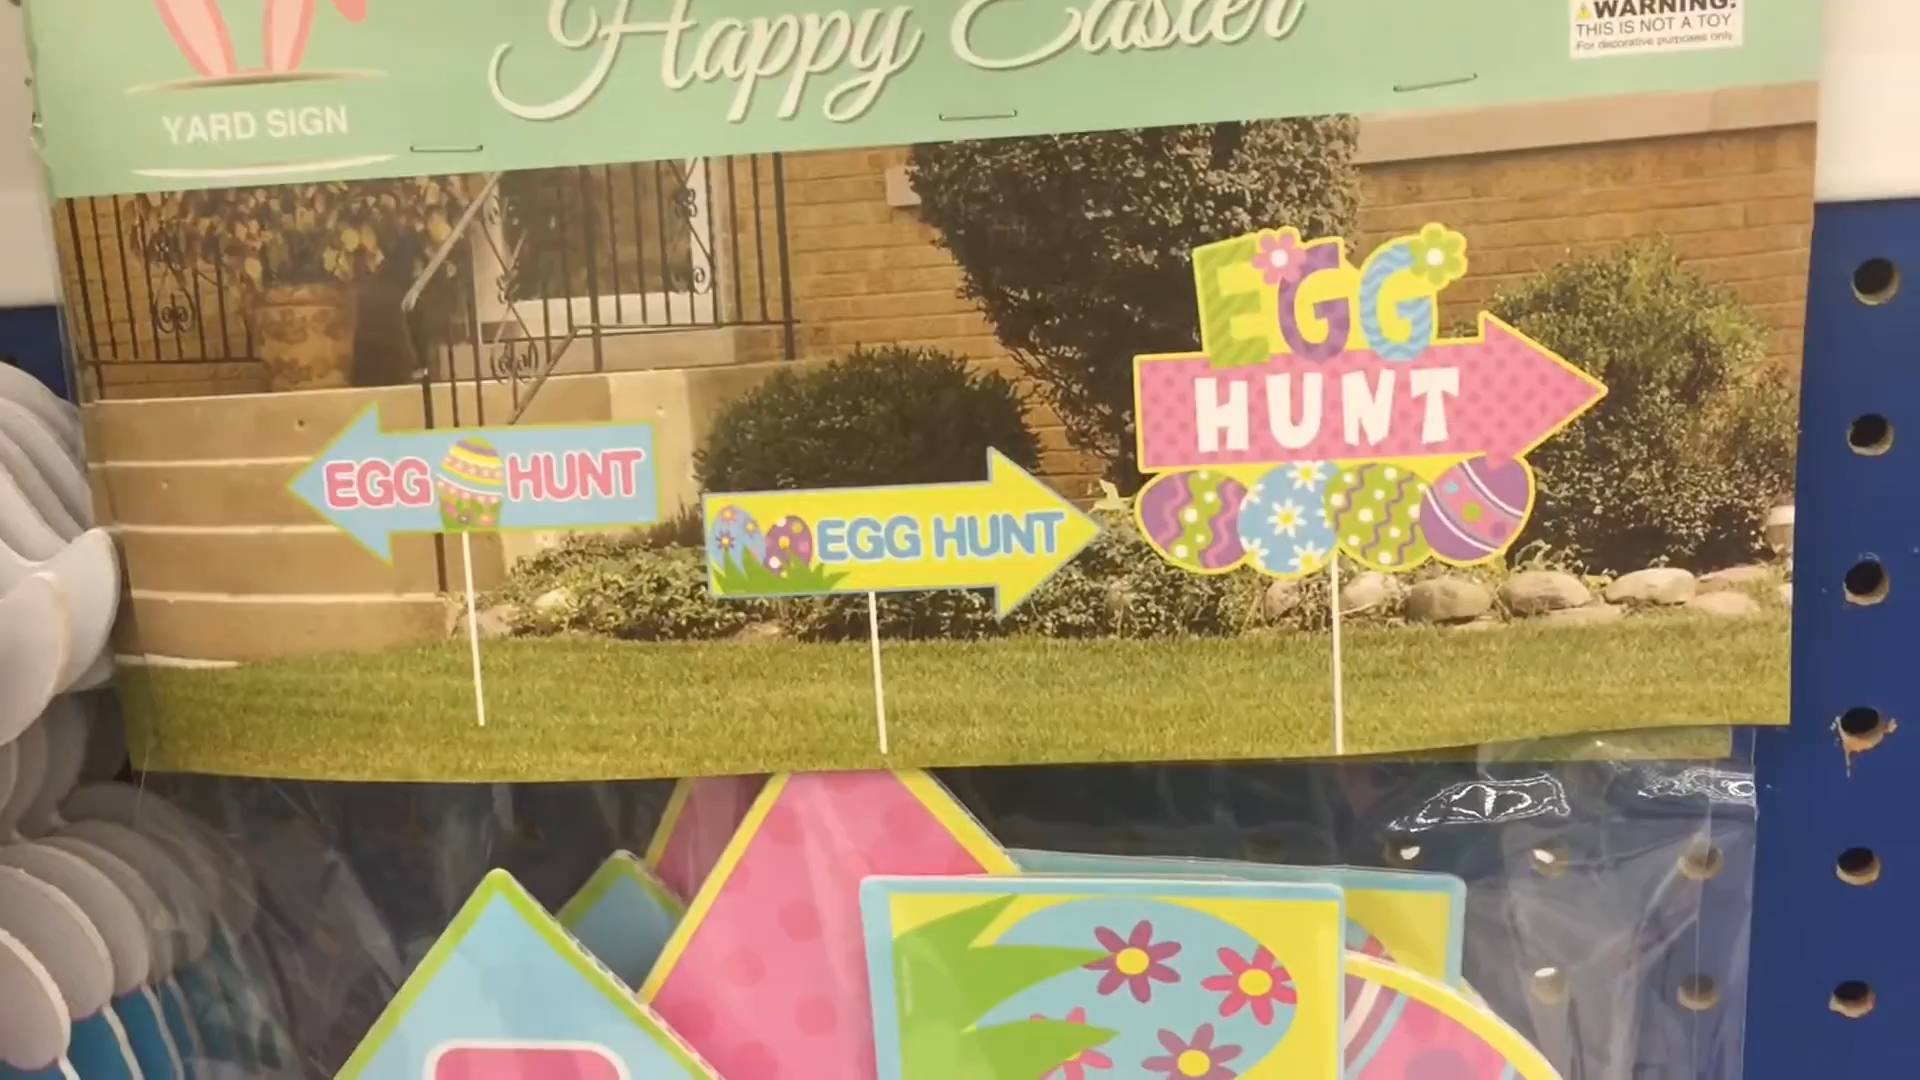 Happy Easter
WARNING:
THIS IS NOT A TOY.
For decorative purposes only.
YARD SIGN
EGG
HUNT
EGG HUNT
EGG HUNT